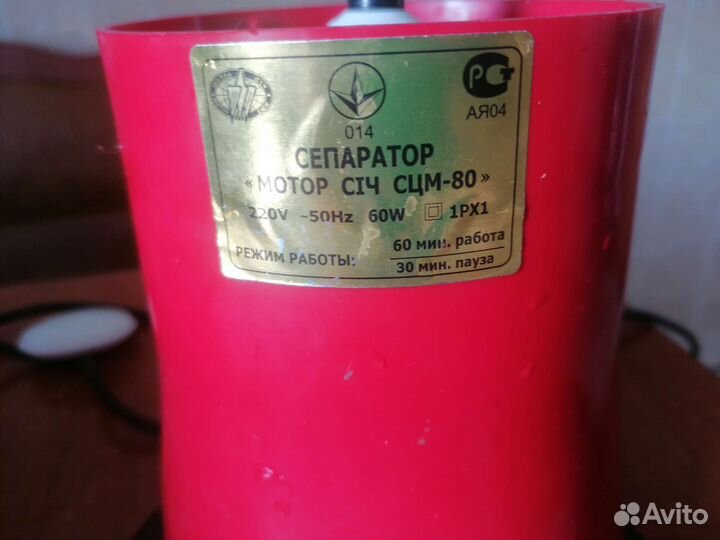 014
АЯ04
СЕПАРАТОР
«МОТОР СІЧ СЦМ-80»
220V ~50Hz 60W 1PX1
РЕЖИМ РАБОТЫ: 60 мин. работа
30 мин. пауза
Avito